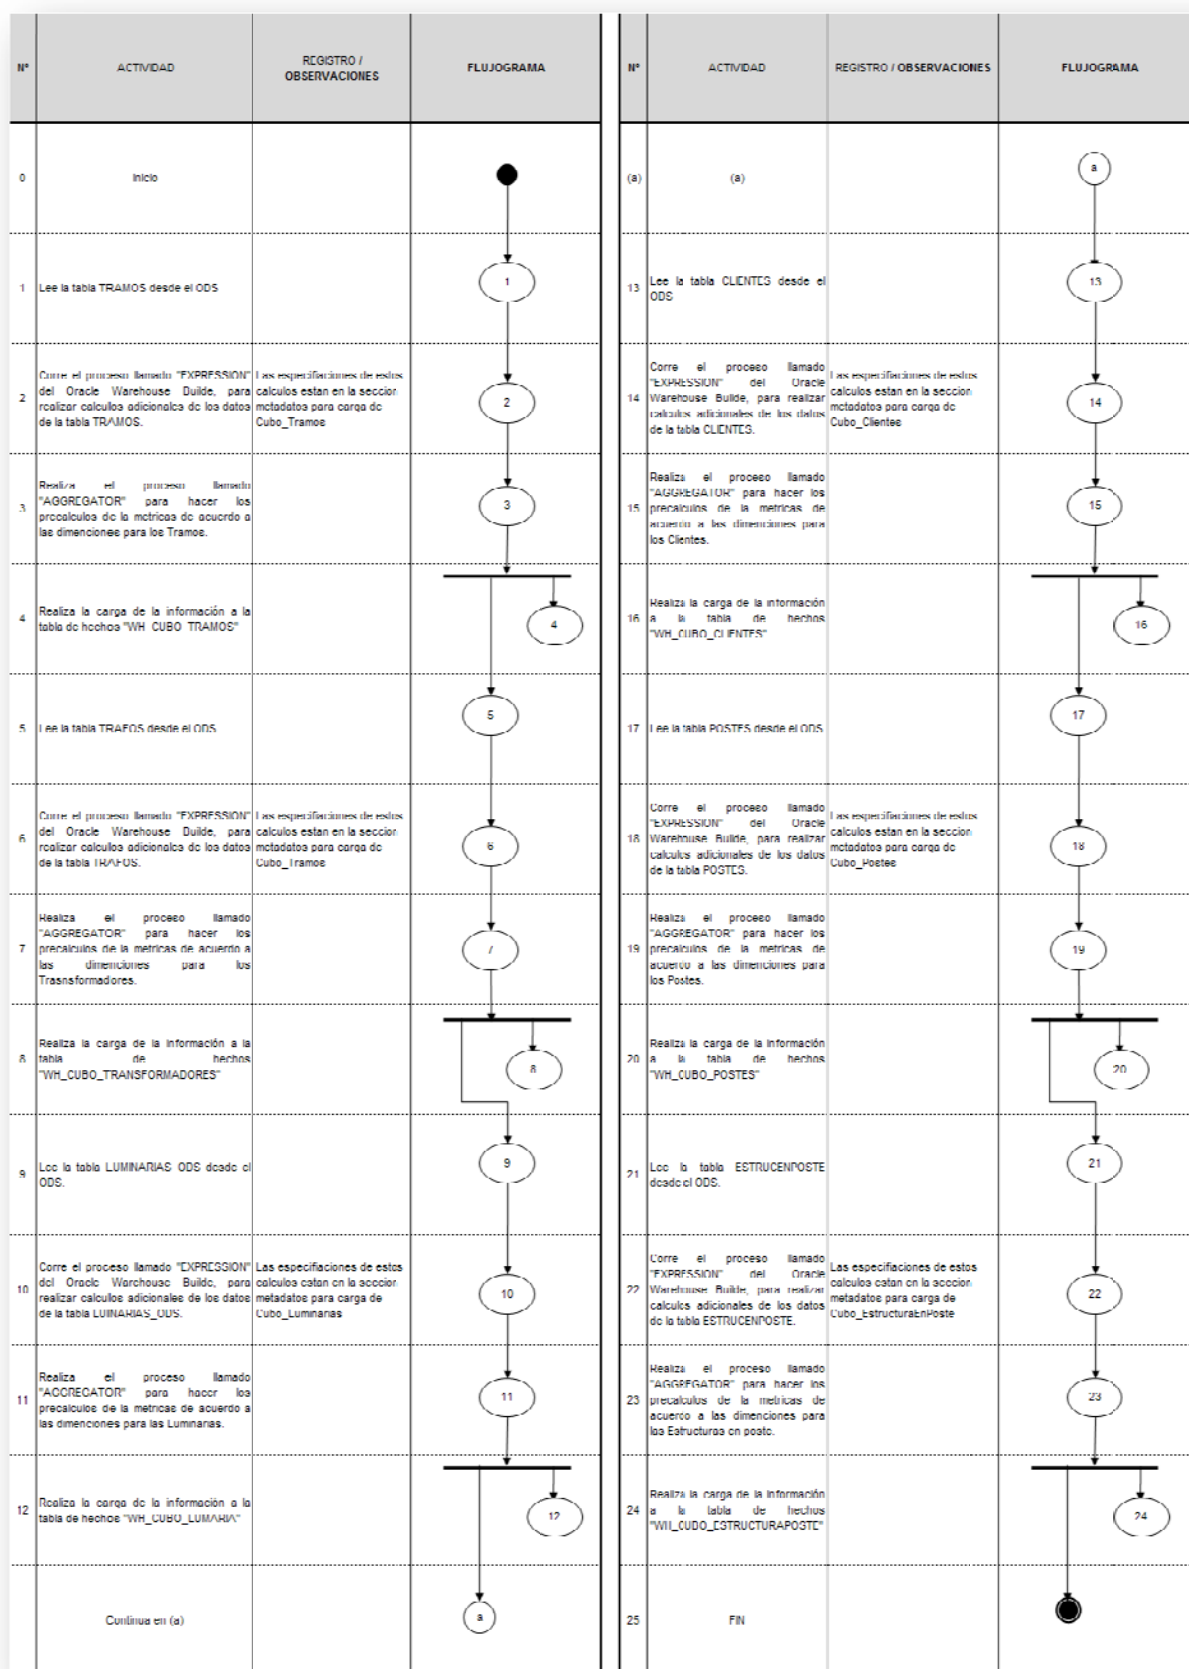 Nº ACTIVIDAD REGISTRO / OBSERVACIONES FLUJOGRAMA
0 Inicio
1 Lee la tabla TRAMOS desde el ODS 1
2 Corre el proceso llamado "EXPRESSION" Las especifiaciones de estos
del Oracle Warehouse Builde, para calculos estan en la seccion
realizar calculos adicionales de los datos metadatos para carga de
de la tabla TRAMOS. Cubo_Tramos
2
3 Realiza el proceso llamado
"AGGREGATOR" para hacer los
precalculos de la metricas de acuerdo a
las dimenciones para los Tramos.
3
4 Realiza la carga de la información a la
tabla de hechos "WH_CUBO_TRAMOS"
4
5 Lee la tabla TRAFOS desde el ODS 5
6 Corre el proceso llamado "EXPRESSION" Las especifiaciones de estos
del Oracle Warehouse Builde, para calculos estan en la seccion
realizar calculos adicionales de los datos metadatos para carga de
de la tabla TRAFOS. Cubo_Tramos
6
7 Realiza el proceso llamado
"AGGREGATOR" para hacer los
precalculos de la metricas de acuerdo a
las dimenciones para los
Trasnsformadores.
7
8 Realiza la carga de la información a la
tabla de hechos
"WH_CUBO_TRANSFORMADORES"
8
9 Lee la tabla LUMINARIAS_ODS desde el
ODS.
9
10 Corre el proceso llamado "EXPRESSION" Las especifiaciones de estos
del Oracle Warehouse Builde, para calculos estan en la seccion
realizar calculos adicionales de los datos metadatos para carga de
de la tabla LUINARIAS_ODS. Cubo_Luminarias
10
11 Realiza el proceso llamado
"AGGREGATOR" para hacer los
precalculos de la metricas de acuerdo a
las dimenciones para las Luminarias.
11
12 Realiza la carga de la información a la
tabla de hechos "WH_CUBO_LUMARIA"
12
Continua en (a) a
Nº ACTIVIDAD REGISTRO / OBSERVACIONES FLUJOGRAMA
(a) (a) a
13 Lee la tabla CLIENTES desde el
ODS
13
14 Corre el proceso llamado
"EXPRESSION" del Oracle Las especifiaciones de estos
Warehouse Builde, para realizar calculos estan en la seccion
calculos adicionales de los datos metadatos para carga de
de la tabla CLIENTES. Cubo_Clientes
14
15 Realiza el proceso llamado
"AGGREGATOR" para hacer los
precalculos de la metricas de
acuerdo a las dimenciones para
los Clientes.
15
16 Realiza la carga de la información
a la tabla de hechos
"WH_CUBO_CLIENTES"
16
17 Lee la tabla POSTES desde el ODS 17
18 Corre el proceso llamado
"EXPRESSION" del Oracle Las especifiaciones de estos
Warehouse Builde, para realizar calculos estan en la seccion
calculos adicionales de los datos metadatos para carga de
de la tabla POSTES. Cubo_Postes
18
19 Realiza el proceso llamado
"AGGREGATOR" para hacer los
precalculos de la metricas de
acuerdo a las dimenciones para
los Postes.
19
20 Realiza la carga de la información
a la tabla de hechos
"WH_CUBO_POSTES"
20
21 Lee la tabla ESTRUCENPOSTE
desde el ODS.
21
22 Corre el proceso llamado
"EXPRESSION" del Oracle Las especifiaciones de estos
Warehouse Builde, para realizar calculos estan en la seccion
calculos adicionales de los datos metadatos para carga de
de la tabla ESTRUCENPOSTE. Cubo_EstructuraEnPoste
22
23 Realiza el proceso llamado
"AGGREGATOR" para hacer los
precalculos de la metricas de
acuerdo a las dimenciones para
las Estructuras en poste.
23
24 Realiza la carga de la información
a la tabla de hechos
"WH_CUBO_ESTRUCTURAPOSTE"
24
25 FIN